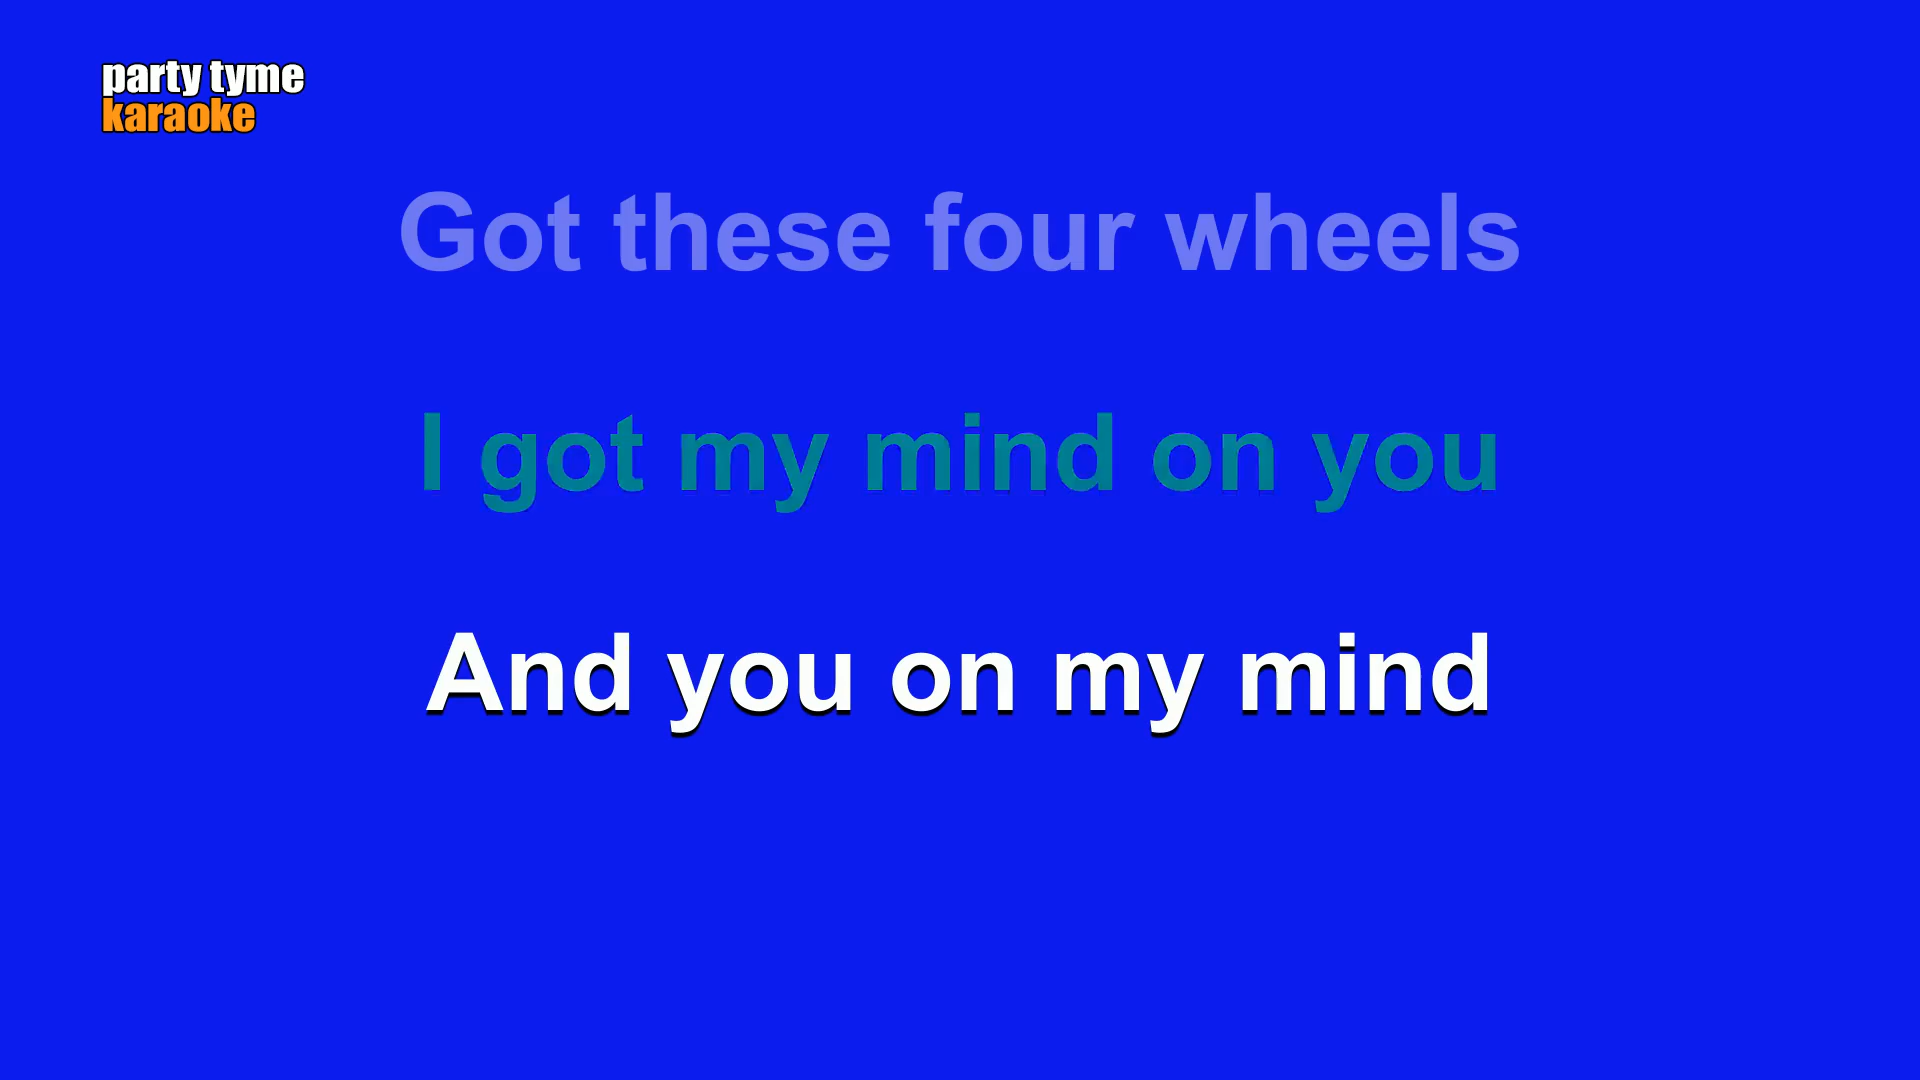 party tyme
karaoke
Got these four wheels
I got my mind on you
And you on my mind